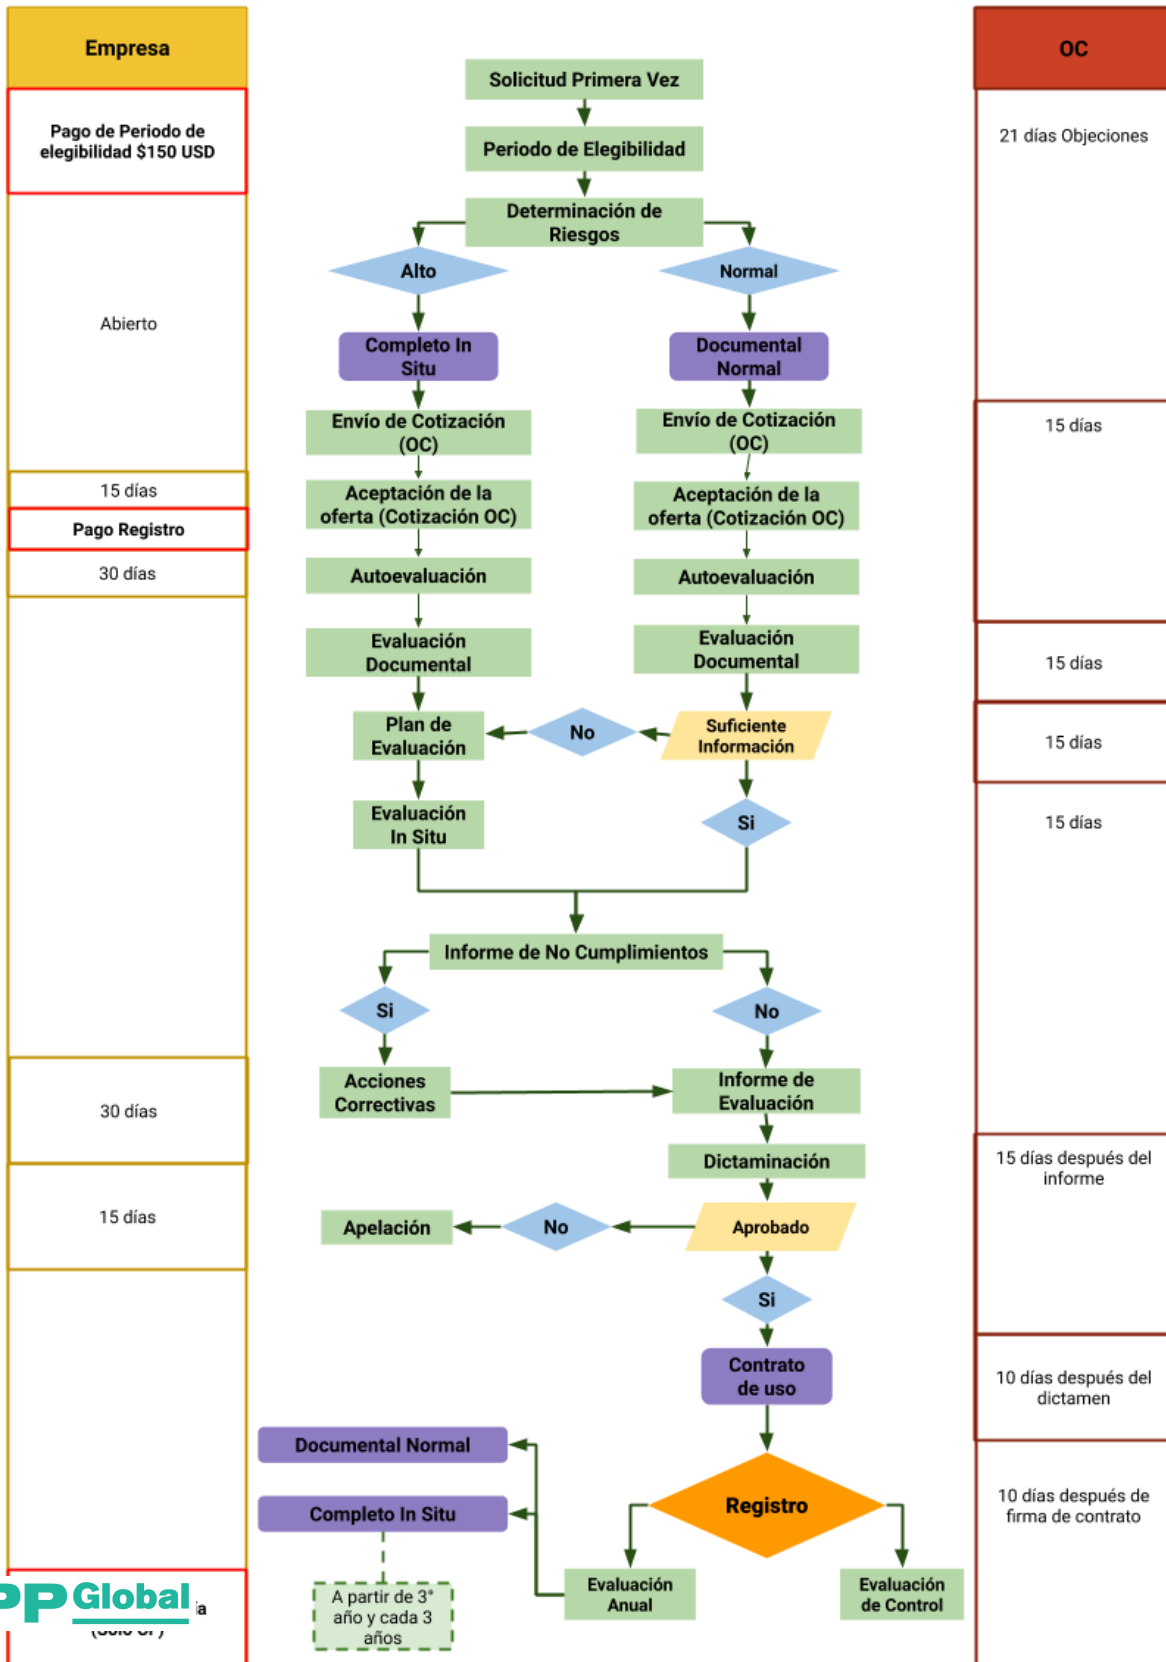 Empresa
OC
Pago de Periodo de
elegibilidad $150 USD
Abierto
15 días
Pago Registro
30 días
30 días
15 días
Solicitud Primera Vez
Periodo de Elegibilidad
Determinación de
Riesgos
Alto
Normal
Completo In
Situ
Documental
Normal
Envío de Cotización
(OC)
Envío de Cotización
(OC)
Aceptación de la
oferta (Cotización OC)
Aceptación de la
oferta (Cotización OC)
Autoevaluación
Autoevaluación
Evaluación
Documental
Evaluación
Documental
Plan de
Evaluación
No
Suficiente
Información
Evaluación
In Situ
Si
Informe de No Cumplimientos
Si
No
Acciones
Correctivas
Informe de
Evaluación
Dictaminación
Apelación
No
Aprobado
Si
Contrato
de uso
Documental Normal
Completo In Situ
Registro
A partir de 3°
año y cada 3
años
Evaluación
Anual
Evaluación
de Control
21 días Objeciones
15 días
15 días
15 días
15 días
15 días después del
informe
10 días después del
dictamen
10 días después de
firma de contrato
PP Global